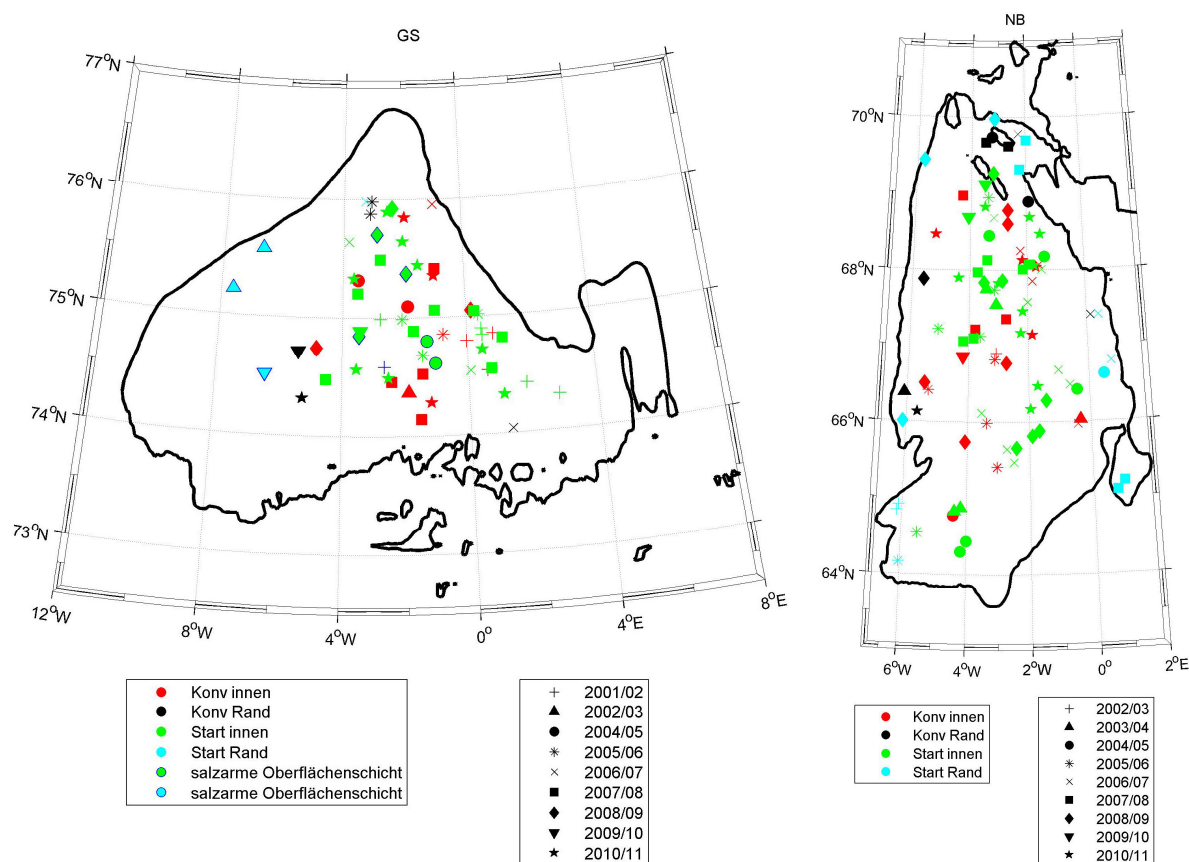 GS
77°N
76°N
75°N
74°N
73°N
12°W
8°W
4°W
0°E
4°E
8°E
Konv innen
Konv Rand
Start innen
Start Rand
salzarme Oberflächenschicht
salzarme Oberflächenschicht
2001/02
2002/03
2004/05
2005/06
2006/07
2007/08
2008/09
2009/10
2010/11
NB
70°N
68°N
66°N
64°N
6°W
4°W
2°W
0°
2°E
Konv innen
Konv Rand
Start innen
Start Rand
2002/03
2003/04
2004/05
2005/06
2006/07
2007/08
2008/09
2009/10
2010/11